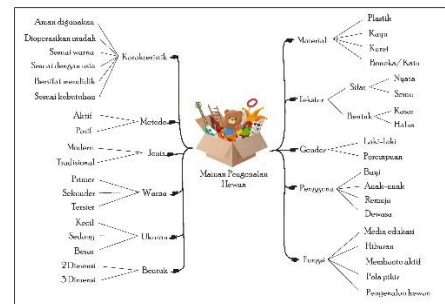 Aman digunakan
Dioperasikan mudah
Sesuai warna
Sesuai dengan usia
Bersifat mendidik
Sesuai kebutuhan
Karakteristik
Aktif
Pasif
Metode
Modern
Tradisional
Jenis
Primer
Sekunder
Tersier
Warna
Kecil
Sedang
Besar
Ukuran
2 Dimensi
3 Dimensi
Bentuk
Mainan Pengenalan
Hewan
Material
Plastik
Kayu
Karet
Boneka/ Kain
Tekstur
Sifat
Nyata
Semu
Bentuk
Kasar
Halus
Gender
Laki-laki
Perempuan
Pengguna
Bayi
Anak-anak
Remaja
Dewasa
Fungsi
Media edukasi
Hiburan
Membantu aktif
Pola pikir
Pengenalan hewan